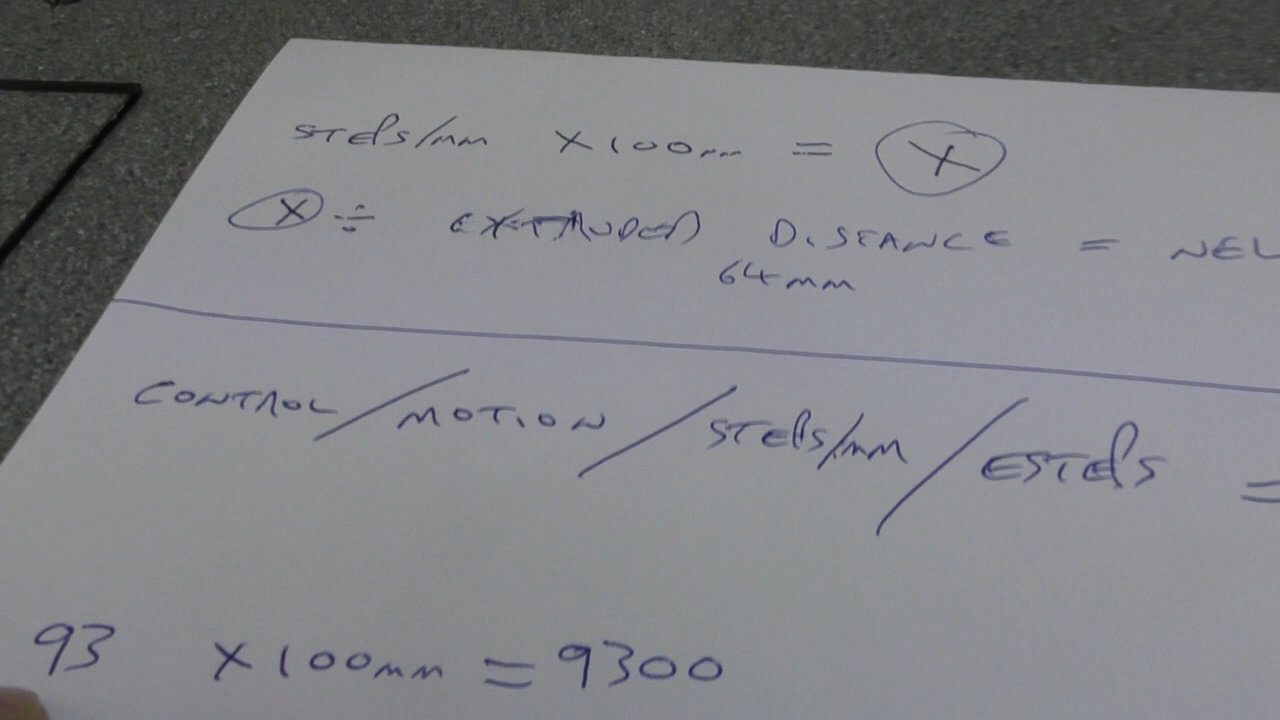 STEPS/mm X100mm = X
X ÷ EXTRUDED DISTANCE = NEW
64mm
CONTROL/MOTION/STEPS/mm/ESTEPS =
93 X100mm = 9300